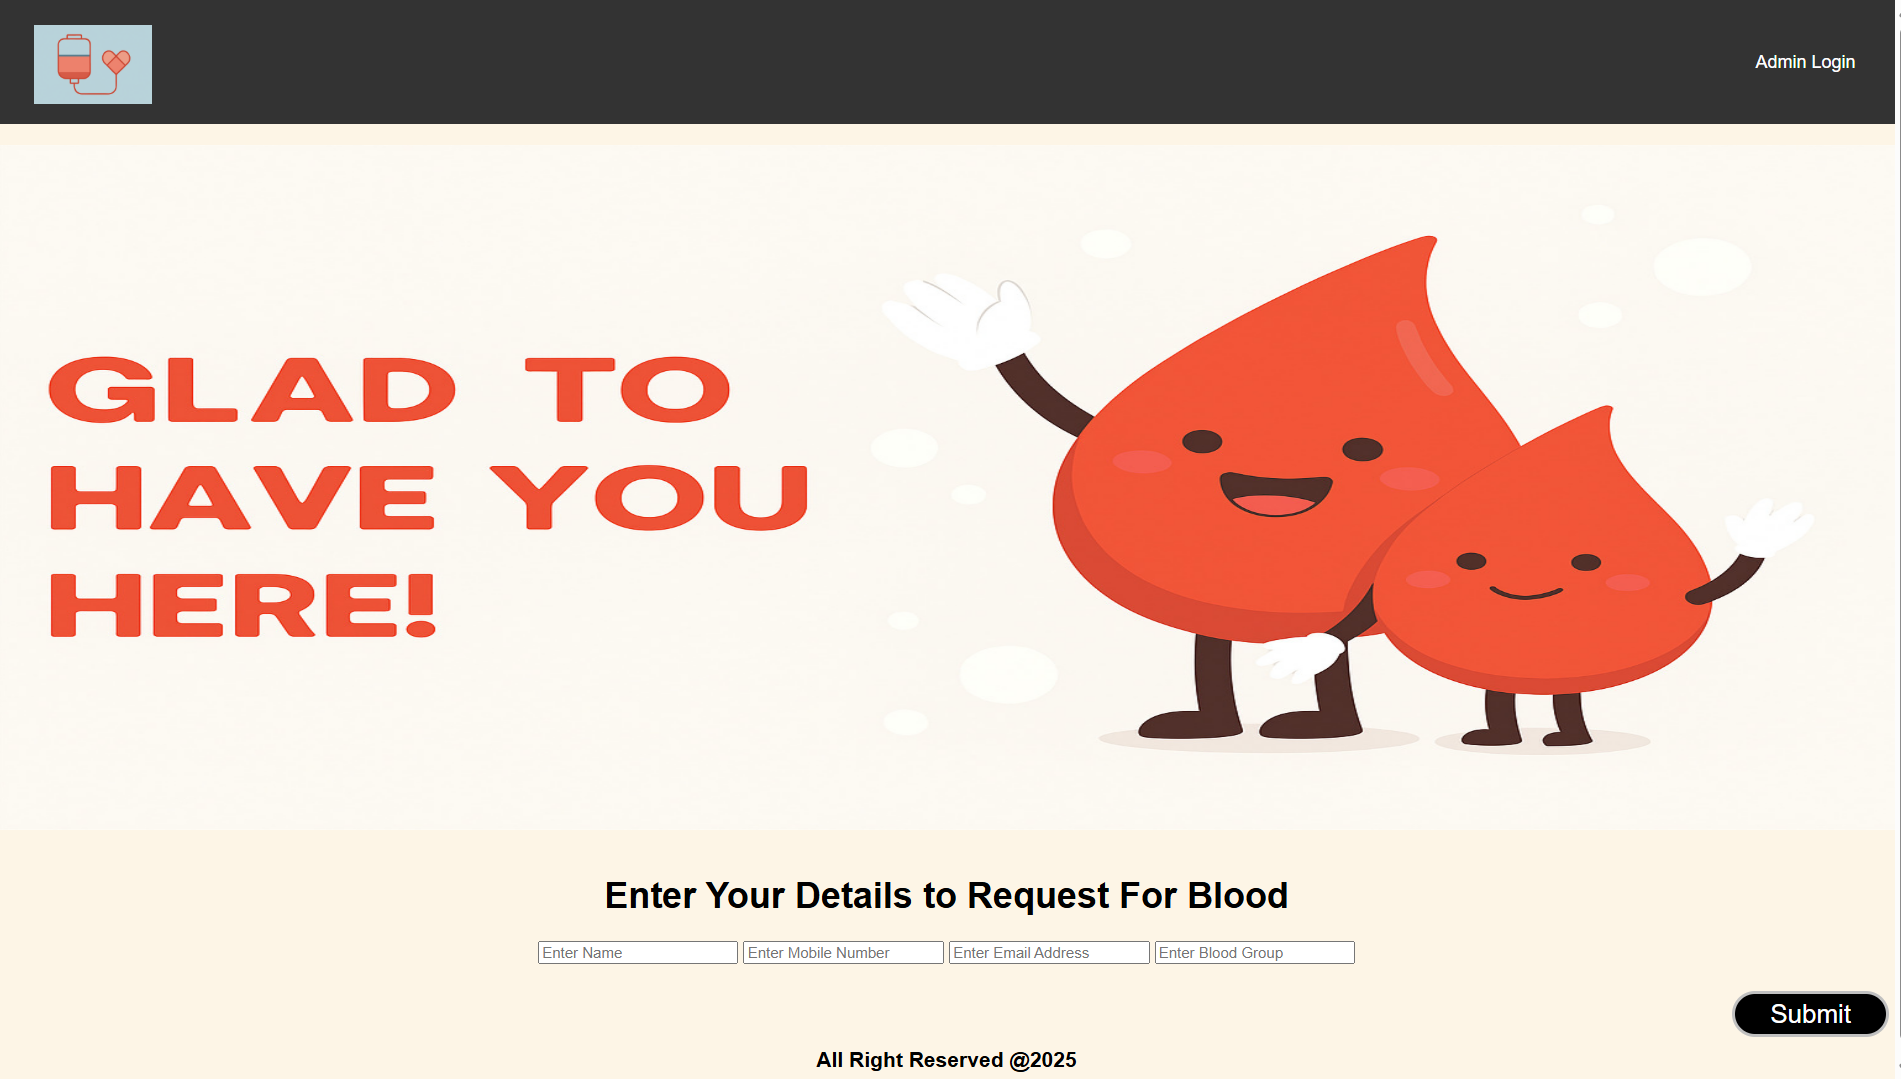 Admin Login
GLAD TO
HAVE YOU
HERE!
Enter Your Details to Request For Blood
Enter Name Enter Mobile Number Enter Email Address Enter Blood Group
Submit
All Right Reserved @2025